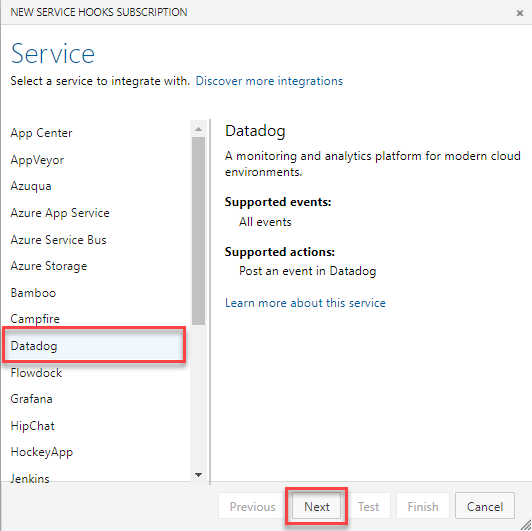 NEW SERVICE HOOKS SUBSCRIPTION
Service
Select a service to integrate with. Discover more integrations
App Center
AppVeyor
Azuqua
Azure App Service
Azure Service Bus
Azure Storage
Bamboo
Campfire
Datadog
Flowdock
Grafana
HipChat
HockeyApp
Jenkins
Datadog
A monitoring and analytics platform for modern cloud
environments.
Supported events:
All events
Supported actions:
Post an event in Datadog
Learn more about this service
Previous Next Test Finish Cancel